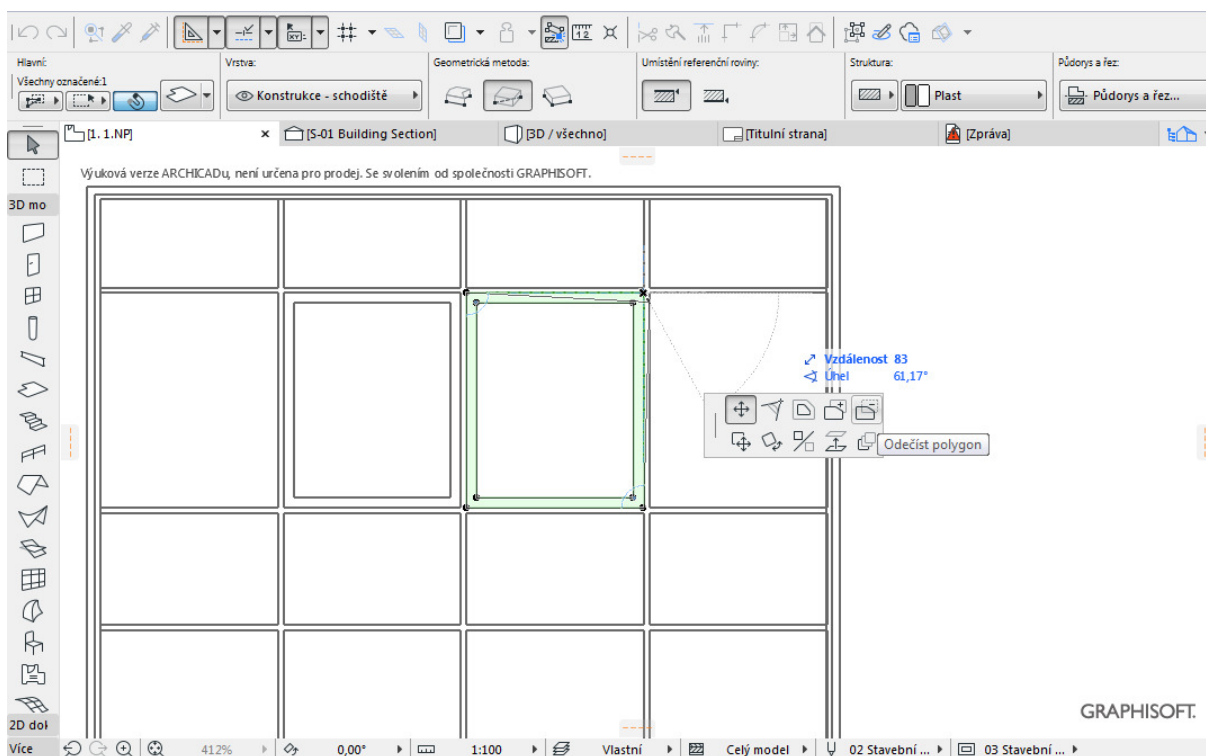 Hlavní:
Vrstva:
Geometrická metoda:
Umístění referenční roviny:
Struktura:
Půdorys a řez:
Všechny označené:1
Konstrukce - schodiště
Plast
Půdorys a řez...
[1. 1.NP]
[S-01 Building Section]
[3D / všechno]
[Titulní strana]
[Zpráva]
Výuková verze ARCHICADu, není určena pro prodej. Se svolením od společnosti GRAPHISOFT.
3D mo
Vzdálenost 83
Úhel 61,17°
Odečíst polygon
GRAPHISOFT.
2D dol
Více
412%
0,00°
1:100
Vlastní
Celý model
02 Stavební ...
03 Stavební ...